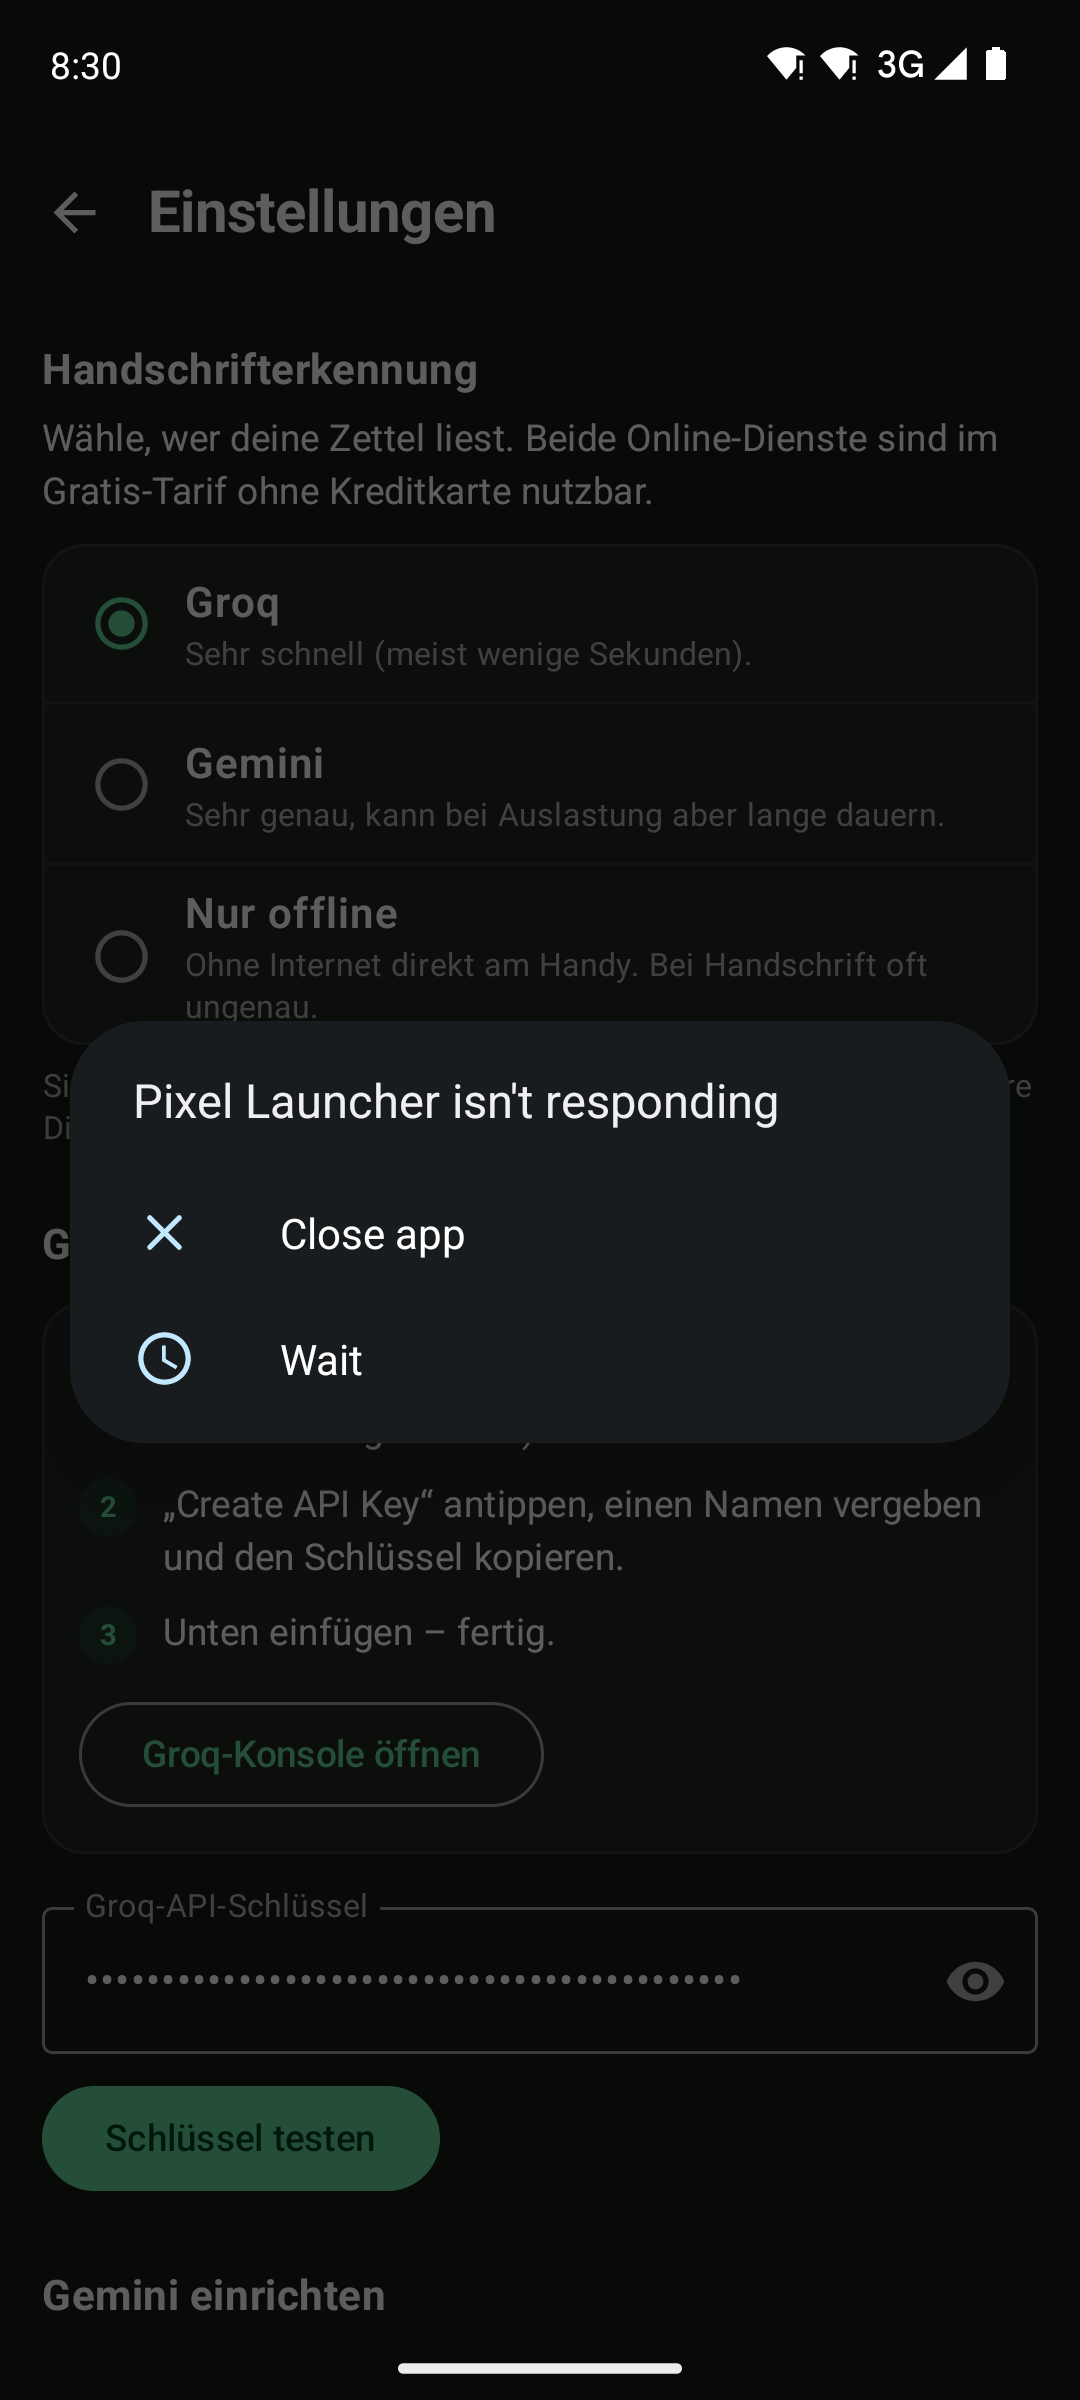 8:30
3G
Einstellungen
Handschrifterkennung
Wähle, wer deine Zettel liest. Beide Online-Dienste sind im
Gratis-Tarif ohne Kreditkarte nutzbar.
Groq
Sehr schnell (meist wenige Sekunden).
Gemini
Sehr genau, kann bei Auslastung aber lange dauern.
Nur offline
Ohne Internet direkt am Handy. Bei Handschrift oft
ungenau.
Pixel Launcher isn't responding
Close app
Wait
2 „Create API Key“ antippen, einen Namen vergeben
und den Schlüssel kopieren.
3 Unten einfügen – fertig.
Groq-Konsole öffnen
Groq-API-Schlüssel
Schlüssel testen
Gemini einrichten